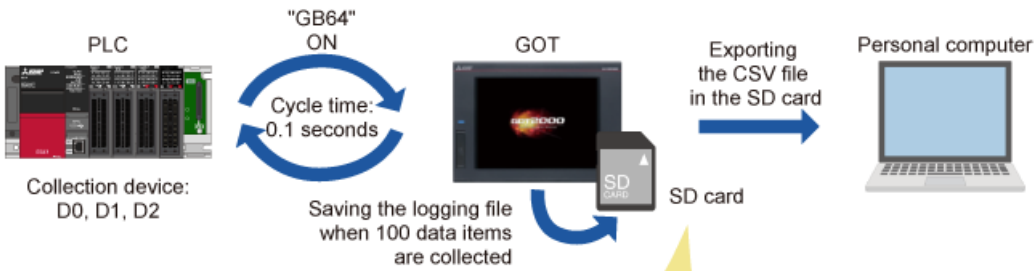 "GB64"
ON
PLC
GOT
Exporting
the CSV file
in the SD card
Personal computer
Cycle time:
0.1 seconds
SD
CARD
SD card
Collection device:
D0, D1, D2
Saving the logging file
when 100 data items
are collected